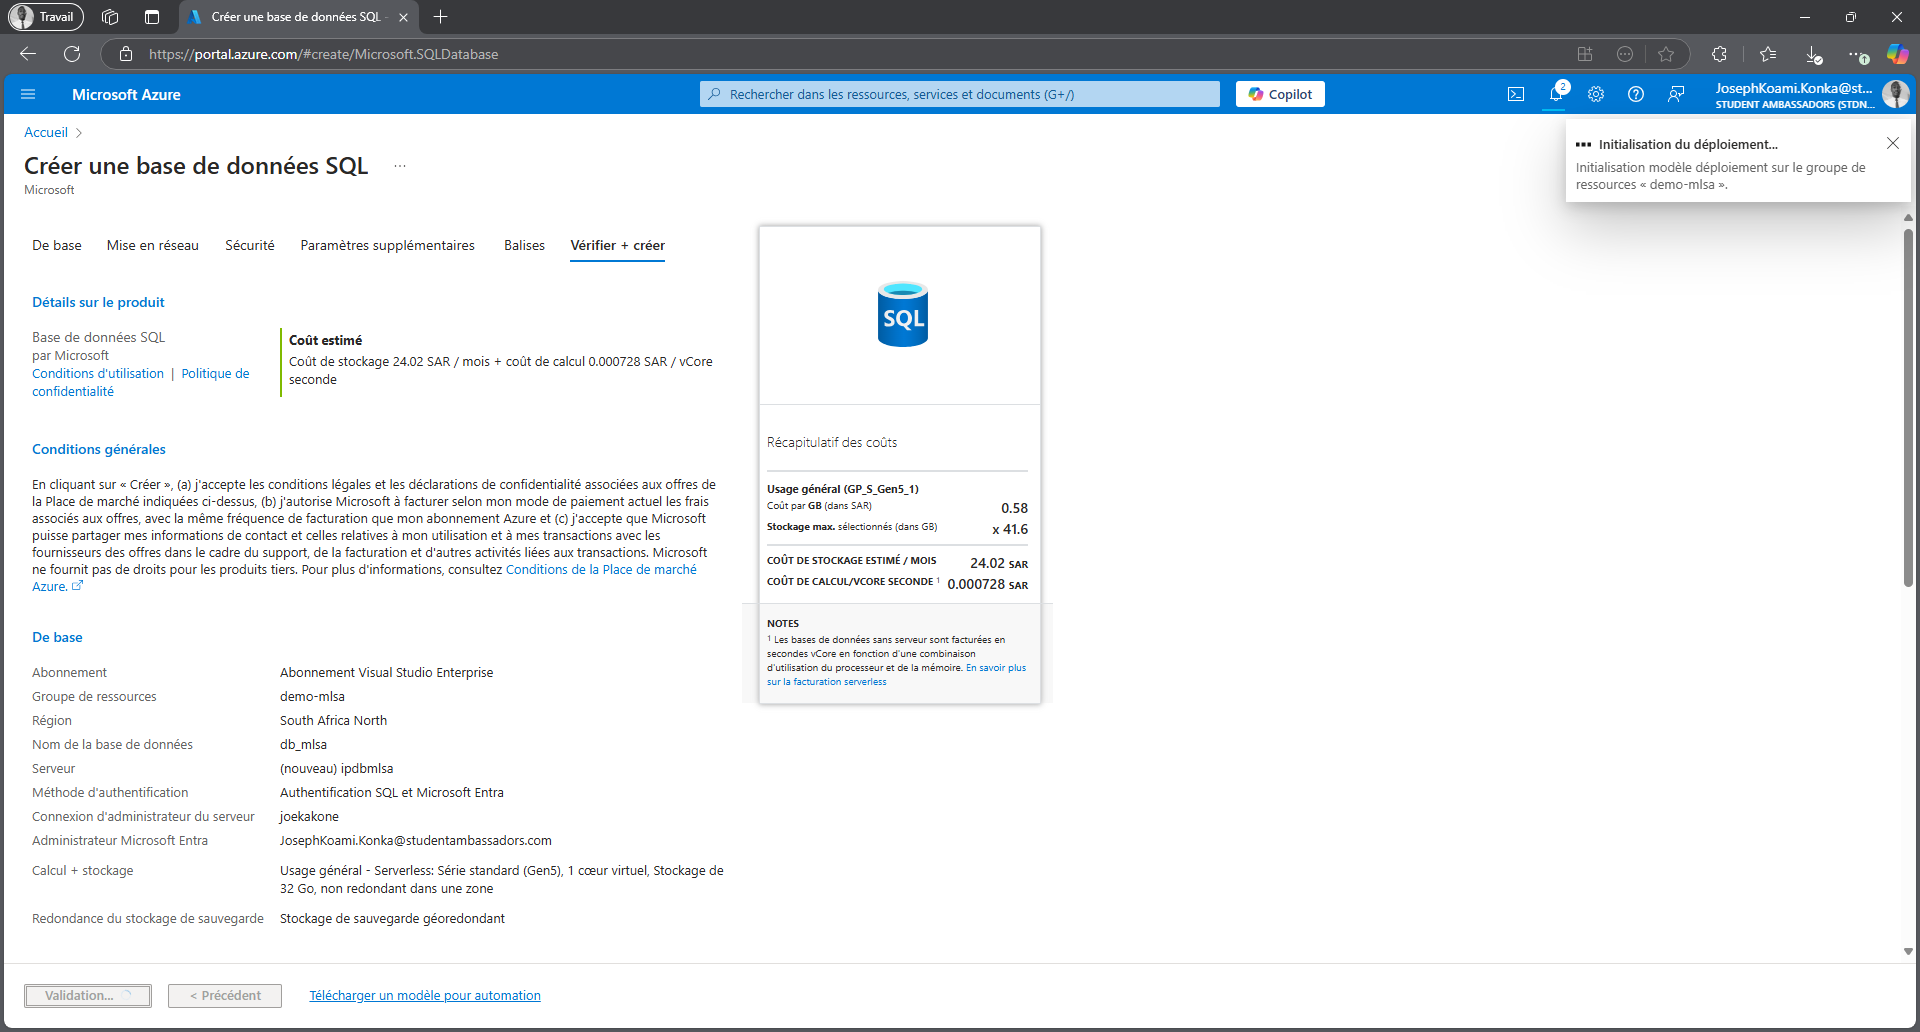 Travail
Créer une base de données SQL
https://portal.azure.com/#create/Microsoft.SQLDatabase
Microsoft Azure
Rechercher dans les ressources, services et documents (G+/)
Copilot
2
JosephKoami.Konka@st...
STUDENT AMBASSADORS (STDN...
Accueil
Créer une base de données SQL
...
Microsoft
Initialisation du déploiement...
Initialisation modèle déploiement sur le groupe de
ressources « demo-mlsa ».
De base
Mise en réseau
Sécurité
Paramètres supplémentaires
Balises
Vérifier + créer
Détails sur le produit
Base de données SQL
par Microsoft
Conditions d'utilisation | Politique de
confidentialité
Coût estimé
Coût de stockage 24.02 SAR / mois + coût de calcul 0.000728 SAR / vCore
seconde
Conditions générales
En cliquant sur « Créer », (a) j'accepte les conditions légales et les déclarations de confidentialité associées aux offres de
la Place de marché indiquées ci-dessus, (b) j'autorise Microsoft à facturer selon mon mode de paiement actuel les frais
associés aux offres, avec la même fréquence de facturation que mon abonnement Azure et (c) j'accepte que Microsoft
puisse partager mes informations de contact et celles relatives à mon utilisation et à mes transactions avec les
fournisseurs des offres dans le cadre du support, de la facturation et d'autres activités liées aux transactions. Microsoft
ne fournit pas de droits pour les produits tiers. Pour plus d'informations, consultez Conditions de la Place de marché
Azure.
De base
Abonnement Abonnement Visual Studio Enterprise
Groupe de ressources demo-mlsa
Région South Africa North
Nom de la base de données db_mlsa
Serveur (nouveau) ipdbmlsa
Méthode d'authentification Authentification SQL et Microsoft Entra
Connexion d'administrateur du serveur joekakone
Administrateur Microsoft Entra JosephKoami.Konka@studentambassadors.com
Calcul + stockage Usage général - Serverless: Série standard (Gen5), 1 cœur virtuel, Stockage de
32 Go, non redondant dans une zone
Redondance du stockage de sauvegarde Stockage de sauvegarde géoredondant
SQL
Récapitulatif des coûts
Usage général (GP_S_Gen5_1)
Coût par GB (dans SAR) 0.58
Stockage max. sélectionnés (dans GB) x 41.6
COÛT DE STOCKAGE ESTIMÉ / MOIS 24.02 SAR
COÛT DE CALCUL/VCORE SECONDE 1 0.000728 SAR
NOTES
1 Les bases de données sans serveur sont facturées en
secondes vCore en fonction d'une combinaison
d'utilisation du processeur et de la mémoire. En savoir plus
sur la facturation serverless
Validation...
< Précédent
Télécharger un modèle pour automation